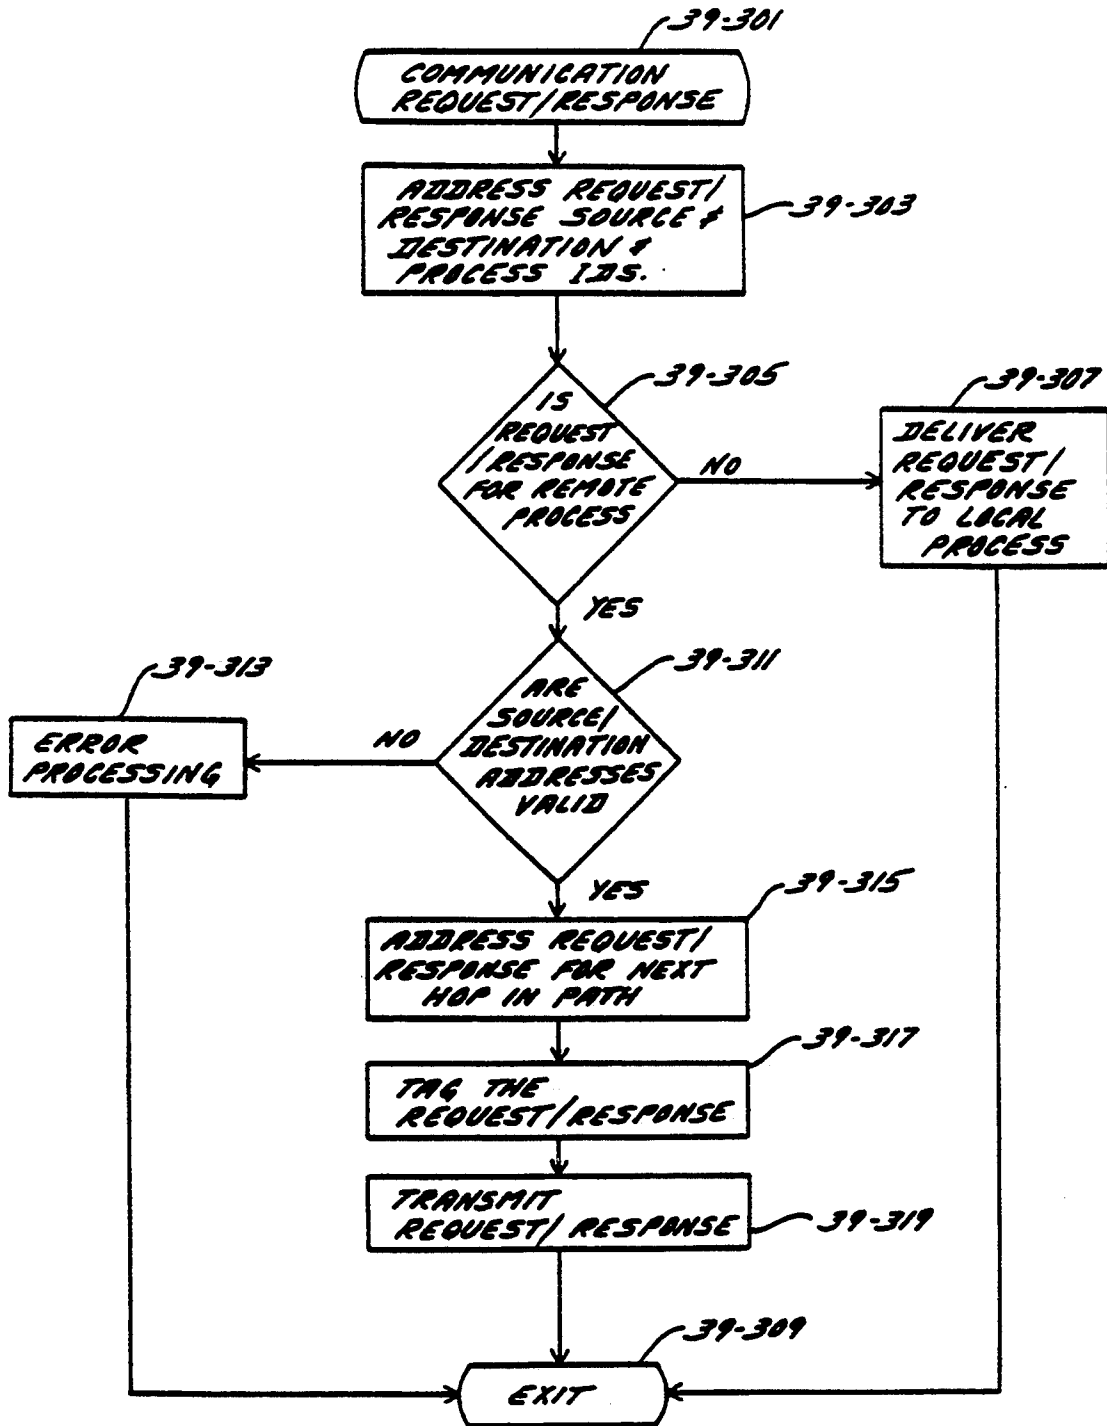 39-301
COMMUNICATION
REQUEST/RESPONSE
ADDRESS REQUEST/
RESPONSE SOURCE &
DESTINATION &
PROCESS IDS.
39-303
39-305
IS
REQUEST
/RESPONSE
FOR REMOTE
PROCESS
NO
39-307
DELIVER
REQUEST/
RESPONSE
TO LOCAL
PROCESS
YES
39-311
ARE
SOURCE/
DESTINATION
ADDRESSES
VALID
NO
39-313
ERROR
PROCESSING
YES
39-315
ADDRESS REQUEST/
RESPONSE FOR NEXT
HOP IN PATH
39-317
TAG THE
REQUEST/RESPONSE
TRANSMIT
REQUEST/RESPONSE
39-319
39-309
EXIT